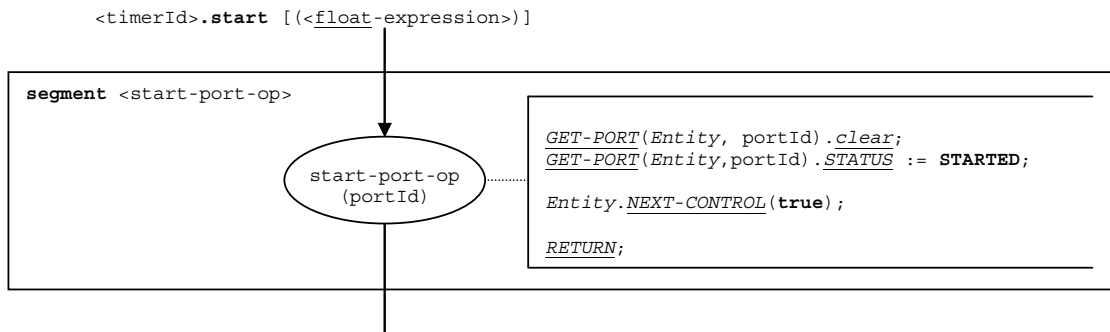 <timerId>.start [(<float-expression>)]
segment <start-port-op>
start-port-op
(portId)
GET-PORT(Entity, portId).clear;
GET-PORT(Entity,portId).STATUS := STARTED;
Entity.NEXT-CONTROL(true);
RETURN;